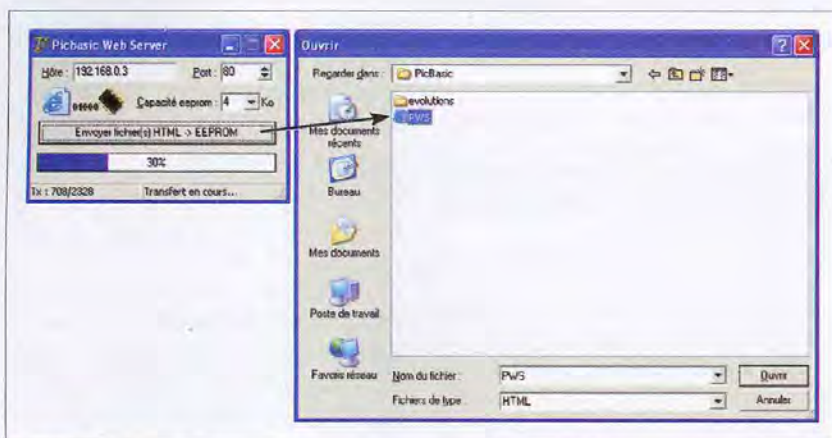 Picbasic Web Server
Hôte : 192.168.0.3 Port : 80
01000 Capacité eeprom : 4 Ko
Envoyer fichier(s) HTML -> EEPROM
30%
Tx : 708/2328 Transfert en cours...
Ouvrir
Regarder dans : PicBasic
evolutions
PWS
Mes documents récents
Bureau
Mes documents
Poste de travail
Favoris réseau
Nom du fichier : PWS Ouvrir
Fichiers de type : HTML Annuler